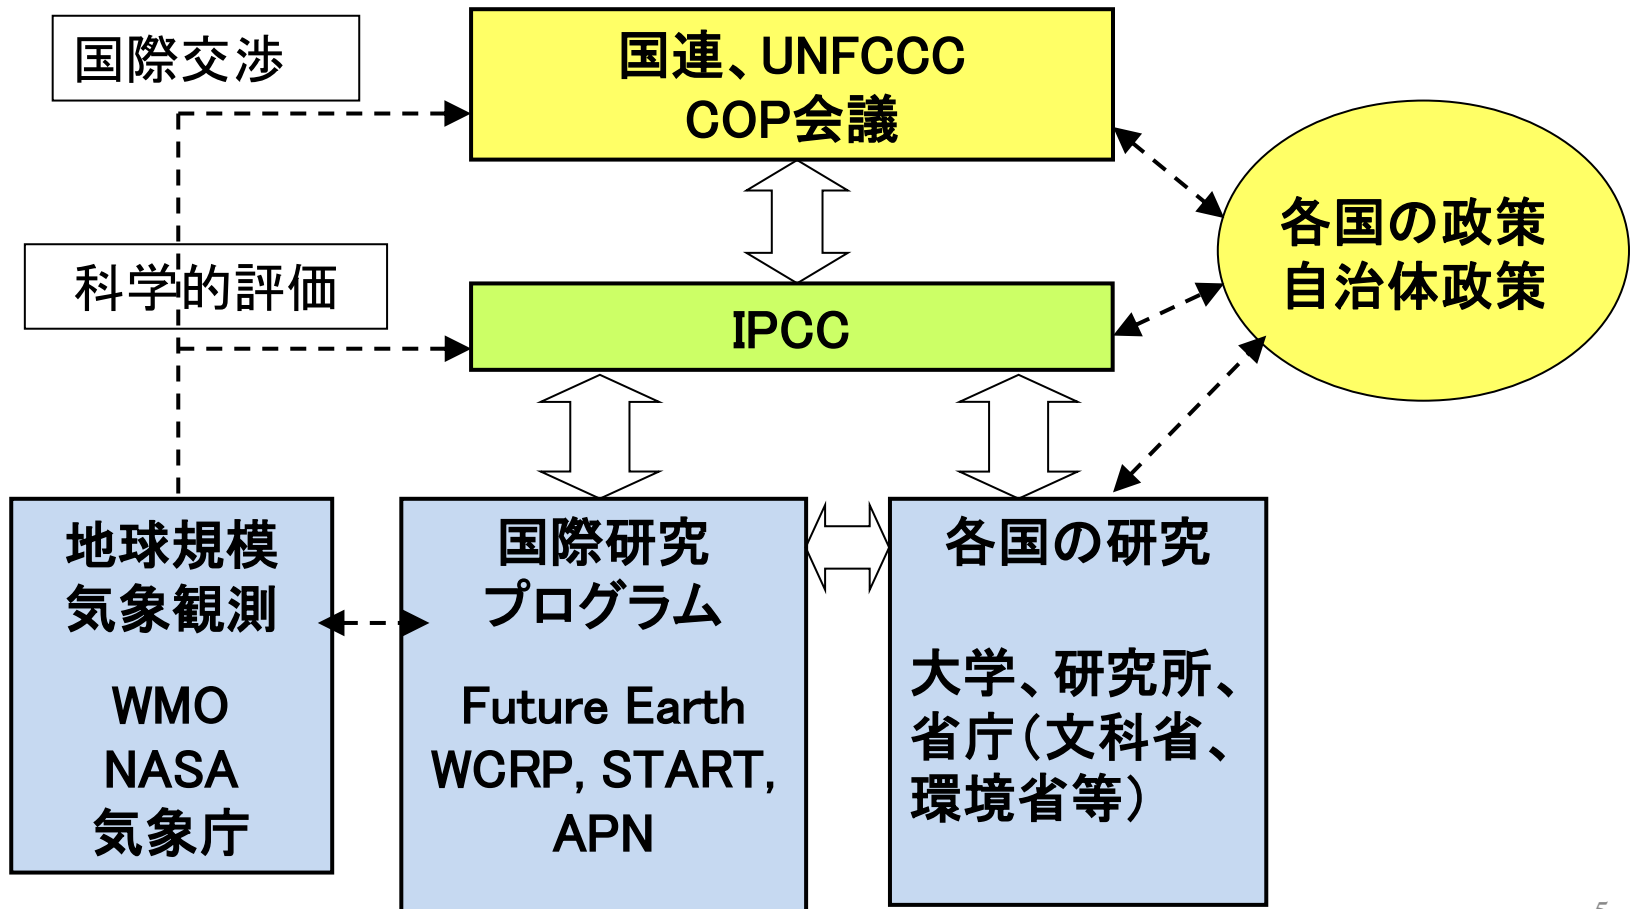 国際交渉
国連、UNFCCC
COP会議
科学的評価
IPCC
各国の政策
自治体政策
地球規模
気象観測
WMO
NASA
気象庁
国際研究
プログラム
Future Earth
WCRP, START,
APN
各国の研究
大学、研究所、
省庁（文科省、
環境省等）